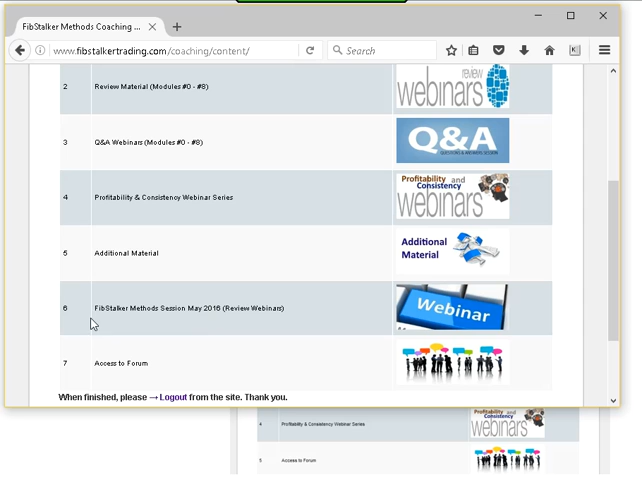 FibStalker Methods Coaching ...
www.fibstalkertrading.com/coaching/content/
Search
2 Review Material (Modules #0 - #8)
review
webinars
3 Q&A Webinars (Modules #0 - #8)
Q&A
QUESTIONS & ANSWERS SESSION
4 Profitability & Consistency Webinar Series
Profitability and
Consistency
webinars
5 Additional Material
Additional
Material
6 FibStalker Methods Session May 2016 (Review Webinars)
Webinar
7 Access to Forum
When finished, please → Logout from the site. Thank you.
4 Profitability & Consistency Webinar Series
Profitability and
Consistency
webinars
5 Access to Forum